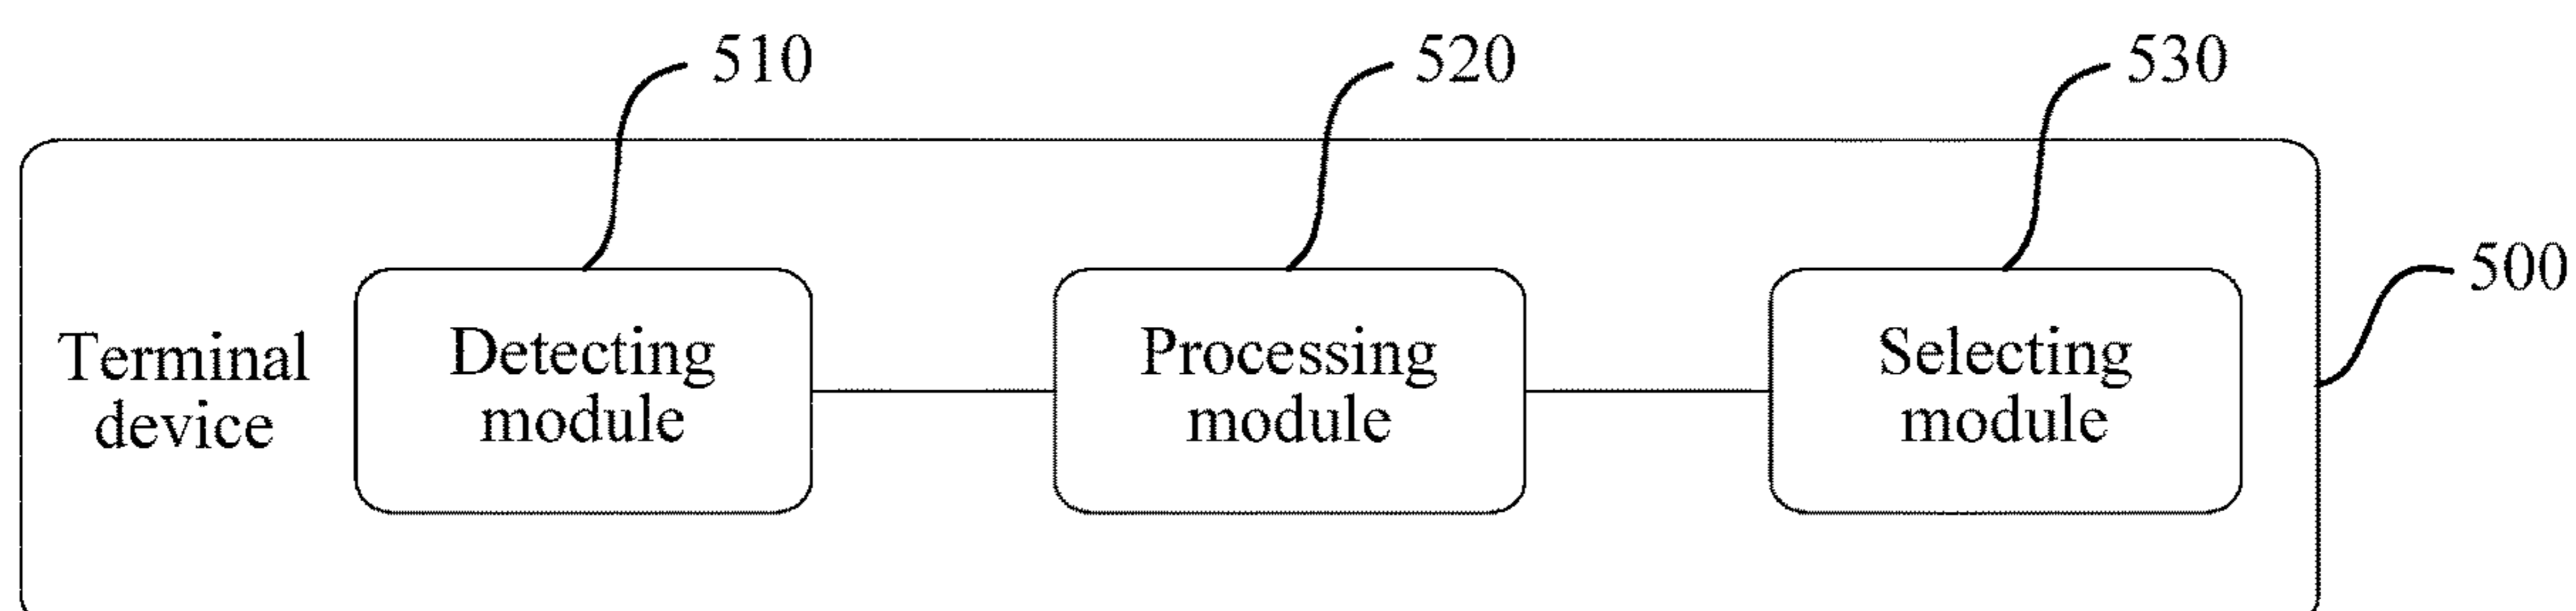 510
520
530
500
Terminal
device
Detecting
module
Processing
module
Selecting
module